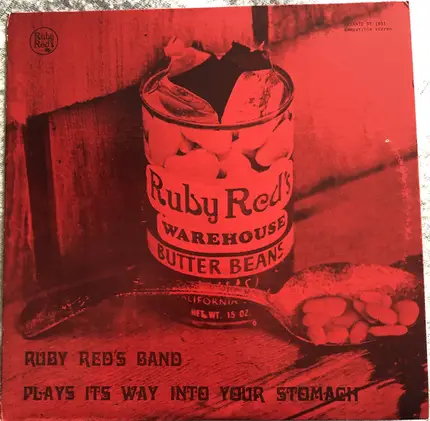 Ruby
Red's
Ruby Red's
WAREHOUSE
BUTTER BEANS
CALIFORNIA
NET. WT. 15 OZ.
RUBY RED'S BAND
PLAYS ITS WAY INTO YOUR STOMACH